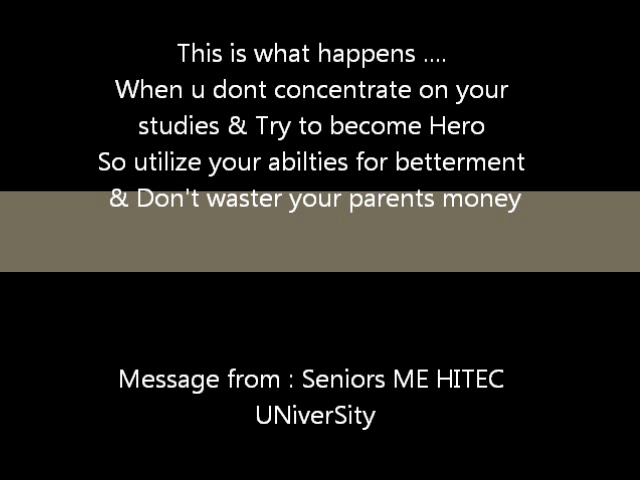 This is what happens ....
When u dont concentrate on your
studies & Try to become Hero
So utilize your abilties for betterment
& Don't waster your parents money
Message from : Seniors ME HITEC
UNiverSity